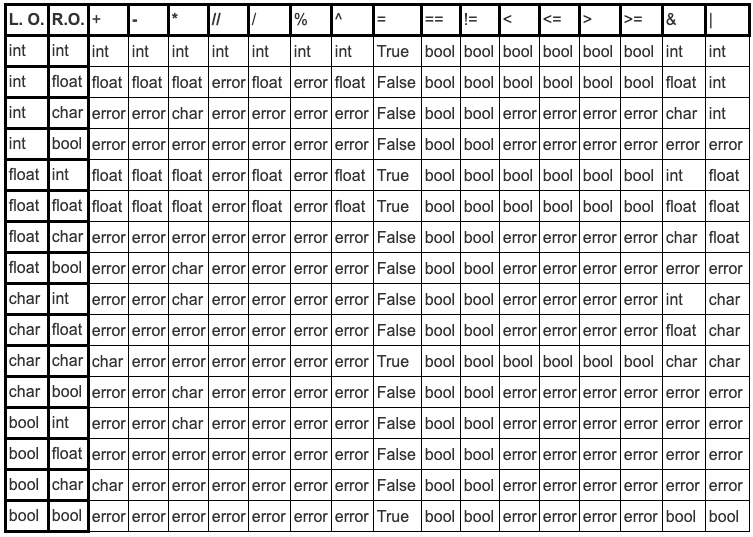 L. O. R.O. + - * // / % ^ = == != < <= > >= & |
int int int int int int int int int True bool bool bool bool bool bool int int
int float float float float error float error float False bool bool bool bool bool bool float int
int char error error char error error error error False bool bool error error error error char int
int bool error error error error error error error False bool bool error error error error error error
float int float float float error float error float True bool bool bool bool bool bool int float
float float float float float error float error float True bool bool bool bool bool bool float float
float char error error error error error error error False bool bool error error error error char float
float bool error error char error error error error False bool bool error error error error error error
char int error error char error error error error False bool bool error error error error int char
char float error error error error error error error False bool bool error error error error float char
char char char error error error error error error True bool bool bool bool bool bool char char
char bool error error char error error error error False bool bool error error error error error error
bool int error error char error error error error False bool bool error error error error error error
bool float error error error error error error error False bool bool error error error error error error
bool char char error error error error error error False bool bool error error error error error error
bool bool error error error error error error error True bool bool error error error error bool bool